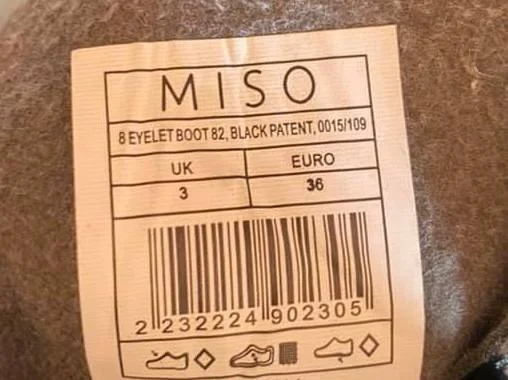 MISO
8 EYELET BOOT 82, BLACK PATENT, 0015/109
UK EURO
3 36
2 232224 902305